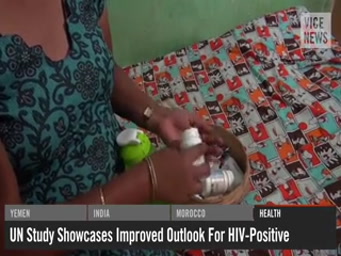 VICE
NEWS
YEMEN INDIA MOROCCO HEALTH
UN Study Showcases Improved Outlook For HIV-Positive